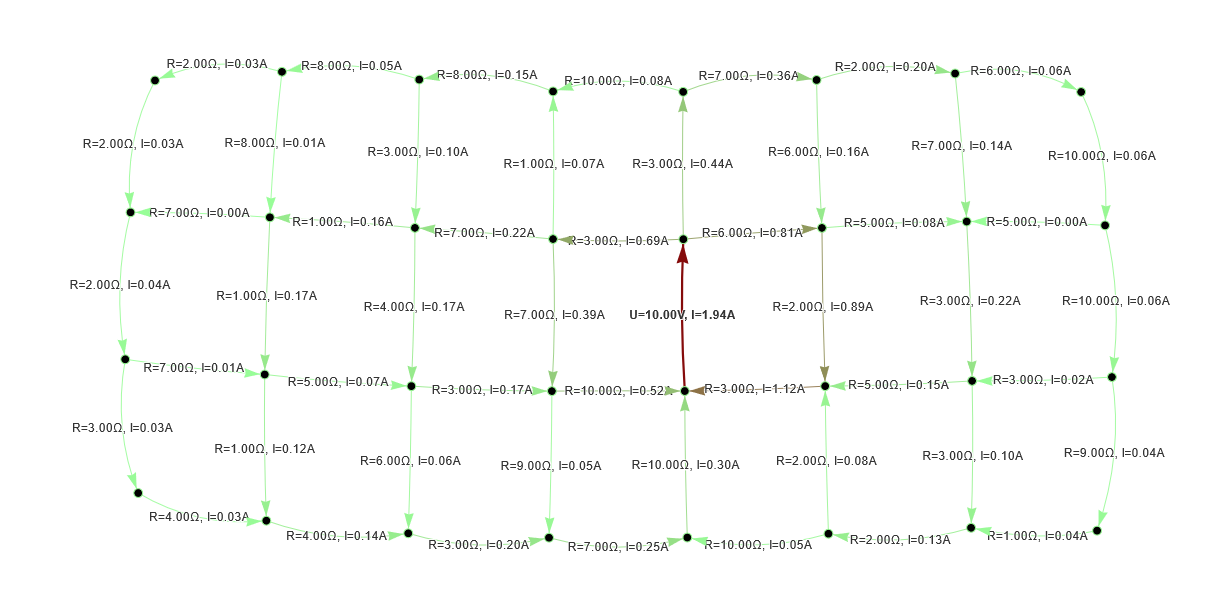 R=2.00Ω, I=0.03A
R=8.00Ω, I=0.05A
R=8.00Ω, I=0.15A
R=10.00Ω, I=0.08A
R=7.00Ω, I=0.36A
R=2.00Ω, I=0.20A
R=6.00Ω, I=0.06A
R=2.00Ω, I=0.03A
R=8.00Ω, I=0.01A
R=3.00Ω, I=0.10A
R=1.00Ω, I=0.07A
R=3.00Ω, I=0.44A
R=6.00Ω, I=0.16A
R=7.00Ω, I=0.14A
R=10.00Ω, I=0.06A
R=7.00Ω, I=0.00A
R=1.00Ω, I=0.16A
R=7.00Ω, I=0.22A
R=3.00Ω, I=0.69A
R=6.00Ω, I=0.81A
R=5.00Ω, I=0.08A
R=5.00Ω, I=0.00A
R=2.00Ω, I=0.04A
R=1.00Ω, I=0.17A
R=4.00Ω, I=0.17A
R=7.00Ω, I=0.39A
U=10.00V, I=1.94A
R=2.00Ω, I=0.89A
R=3.00Ω, I=0.22A
R=10.00Ω, I=0.06A
R=7.00Ω, I=0.01A
R=5.00Ω, I=0.07A
R=3.00Ω, I=0.17A
R=10.00Ω, I=0.52A
R=3.00Ω, I=1.12A
R=5.00Ω, I=0.15A
R=3.00Ω, I=0.02A
R=3.00Ω, I=0.03A
R=1.00Ω, I=0.12A
R=6.00Ω, I=0.06A
R=9.00Ω, I=0.05A
R=10.00Ω, I=0.30A
R=2.00Ω, I=0.08A
R=3.00Ω, I=0.10A
R=9.00Ω, I=0.04A
R=4.00Ω, I=0.03A
R=4.00Ω, I=0.14A
R=3.00Ω, I=0.20A
R=7.00Ω, I=0.25A
R=10.00Ω, I=0.05A
R=2.00Ω, I=0.13A
R=1.00Ω, I=0.04A